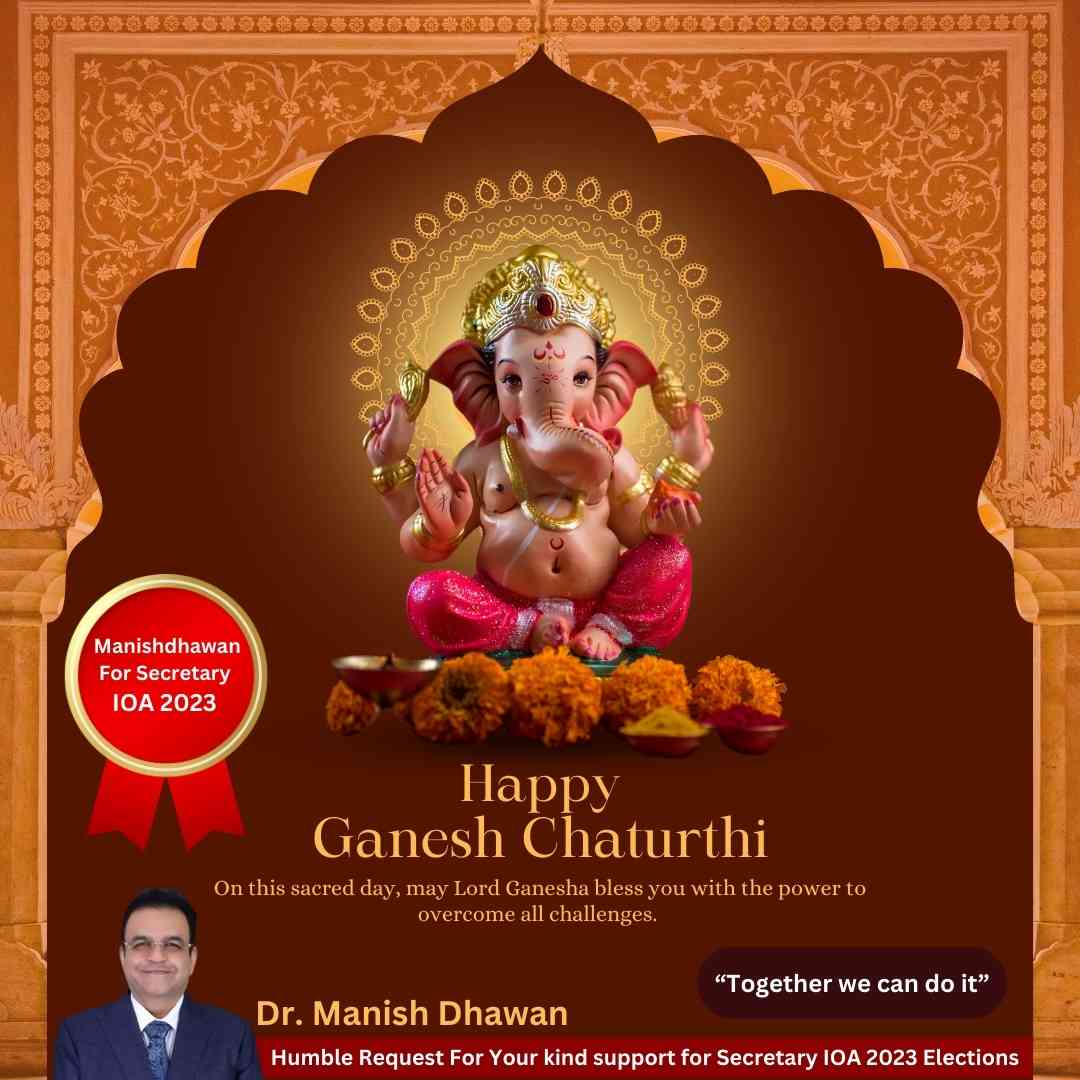 Manishdhawan
For Secretary
IOA 2023
Happy
Ganesh Chaturthi
On this sacred day, may Lord Ganesha bless you with the power to
overcome all challenges.
“Together we can do it”
Dr. Manish Dhawan
Humble Request For Your kind support for Secretary IOA 2023 Elections